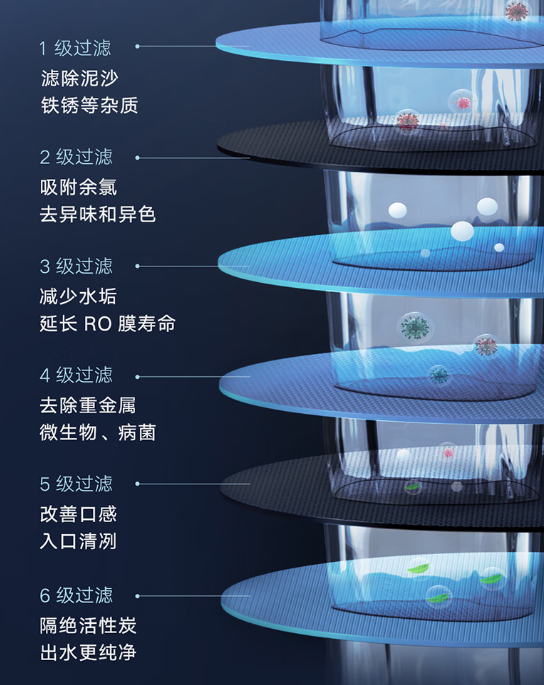 1 级过滤
滤除泥沙
铁锈等杂质
2 级过滤
吸附余氯
去异味和异色
3 级过滤
减少水垢
延长 RO 膜寿命
4 级过滤
去除重金属
微生物、病菌
5 级过滤
改善口感
入口清冽
6 级过滤
隔绝活性炭
出水更纯净